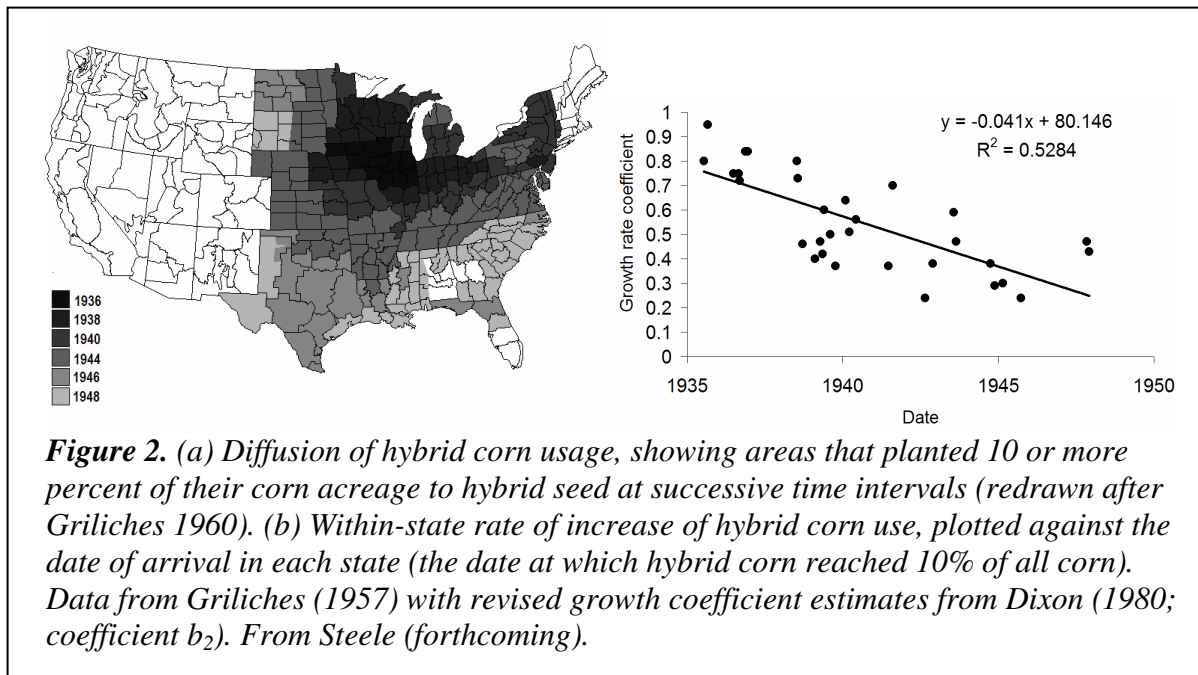 1936
1938
1940
1944
1946
1948
y = -0.041x + 80.146
R² = 0.5284
Growth rate coefficient
1
0.9
0.8
0.7
0.6
0.5
0.4
0.3
0.2
0.1
0
1935 1940 1945 1950
Date
Figure 2. (a) Diffusion of hybrid corn usage, showing areas that planted 10 or more
percent of their corn acreage to hybrid seed at successive time intervals (redrawn after
Griliches 1960). (b) Within-state rate of increase of hybrid corn use, plotted against the
date of arrival in each state (the date at which hybrid corn reached 10% of all corn).
Data from Griliches (1957) with revised growth coefficient estimates from Dixon (1980;
coefficient b₂). From Steele (forthcoming).